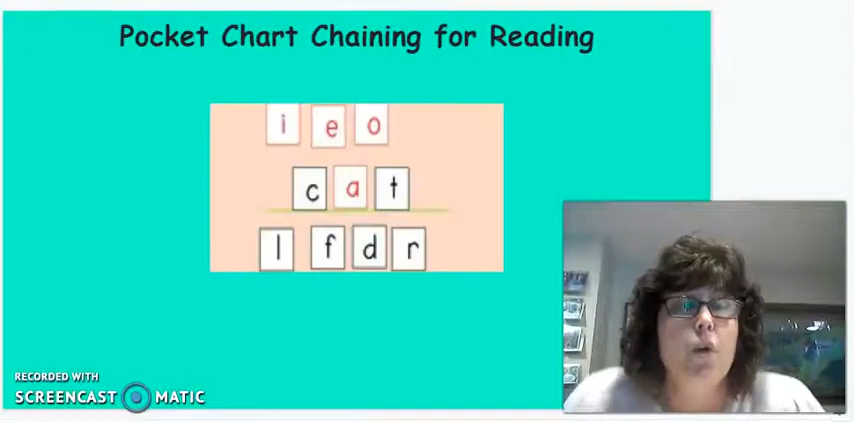 Pocket Chart Chaining for Reading
i e o
c a t
l f d r
RECORDED WITH
SCREENCAST MATIC